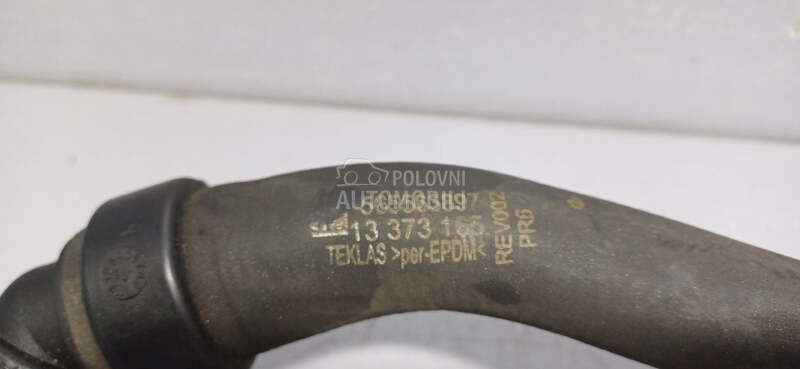 POLOVNI
AUTOMOBILI
13 373 165
TEKLAS >per-EPDM<
REV002
PR6